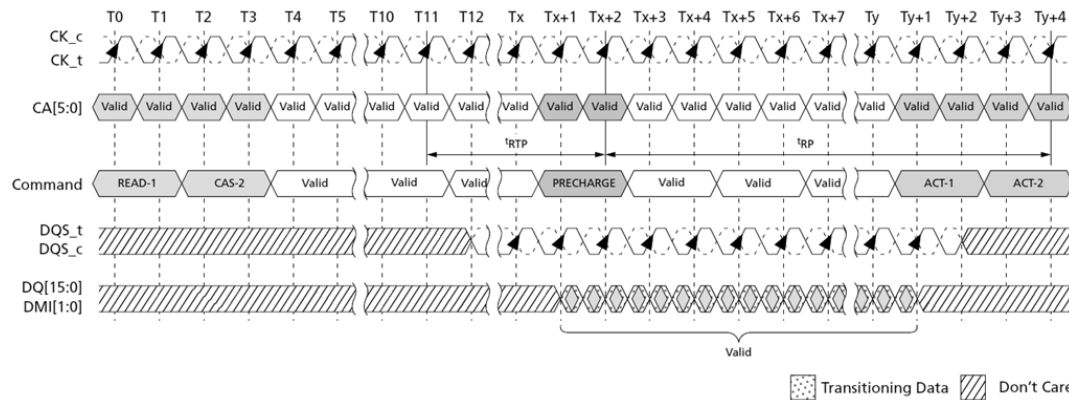 T0 T1 T2 T3 T4 T5 T10 T11 T12 Tx Tx+1 Tx+2 Tx+3 Tx+4 Tx+5 Tx+6 Tx+7 Ty Ty+1 Ty+2 Ty+3 Ty+4
CK_c
CK_t
CA[5:0] Valid Valid Valid Valid Valid Valid Valid Valid Valid Valid Valid Valid Valid Valid Valid Valid Valid Valid Valid Valid Valid Valid
tRTP tRP
Command READ-1 CAS-2 Valid Valid Valid PRECHARGE Valid Valid Valid ACT-1 ACT-2
DQS_t
DQS_c
DQ[15:0]
DMI[1:0]
Valid
Transitioning Data Don't Care